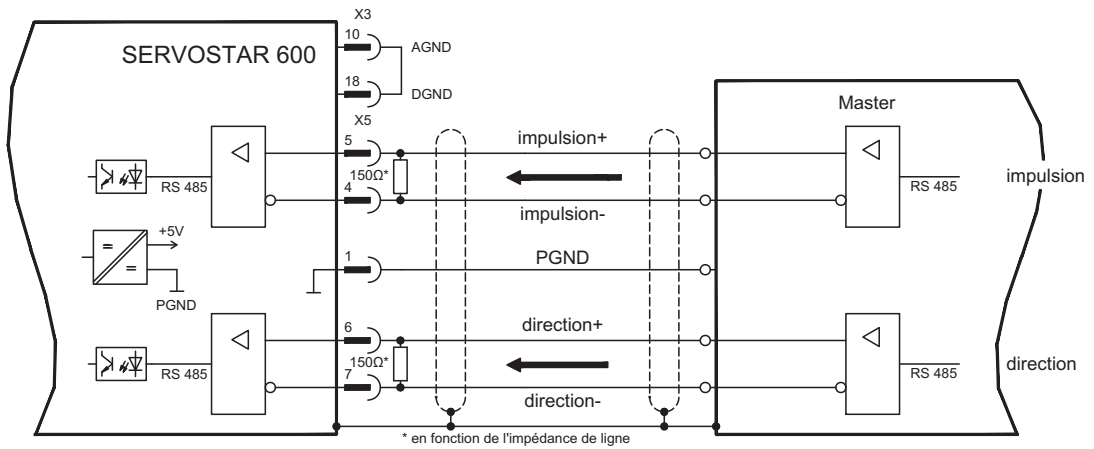 X3
10
AGND
SERVOSTAR 600
18
DGND
Master
X5
5
impulsion+
150Ω*
RS 485
4
RS 485
impulsion
impulsion-
+5V
=
=
1
PGND
PGND
6
direction+
150Ω*
RS 485
7
RS 485
direction
direction-
* en fonction de l'impédance de ligne